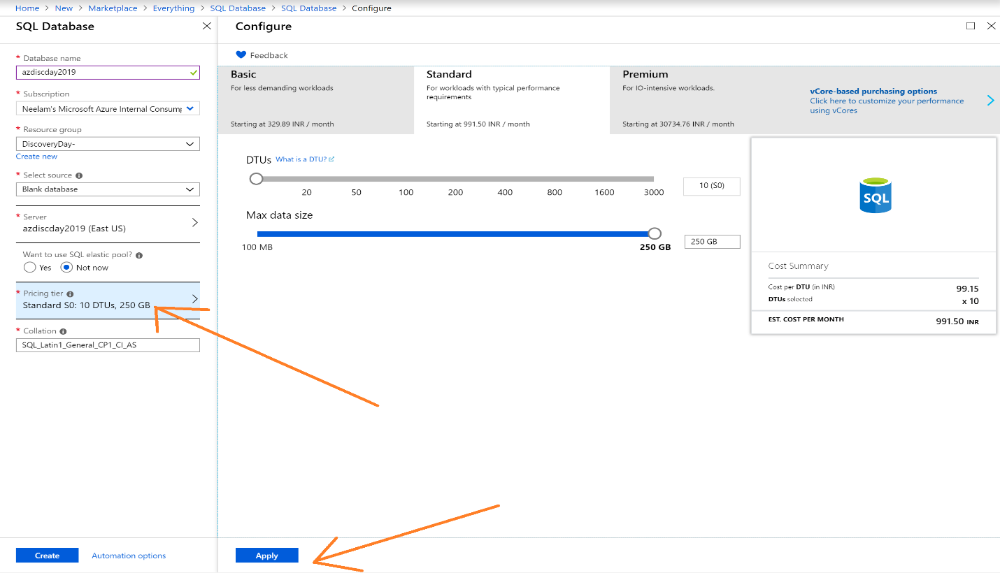 Home > New > Marketplace > Everything > SQL Database > SQL Database > Configure
SQL Database
* Database name
azdiscday2019
* Subscription
Neelam's Microsoft Azure Internal Consump
* Resource group
DiscoveryDay-
Create new
* Select source
Blank database
* Server
azdiscday2019 (East US)
Want to use SQL elastic pool?
Yes Not now
* Pricing tier
Standard S0: 10 DTUs, 250 GB
* Collation
SQL_Latin1_General_CP1_CI_AS
Create Automation options
Configure
Feedback
Basic
For less demanding workloads
Starting at 329.89 INR / month
Standard
For workloads with typical performance
requirements
Starting at 991.50 INR / month
Premium
For IO-intensive workloads.
Starting at 30734.76 INR / month
vCore-based purchasing options
Click here to customize your performance
using vCores
DTUs What is a DTU?
20 50 100 200 400 800 1600 3000
10 (S0)
Max data size
100 MB 250 GB
250 GB
SQL
Cost Summary
Cost per DTU (in INR) 99.15
DTUs selected x 10
EST. COST PER MONTH 991.50 INR
Apply